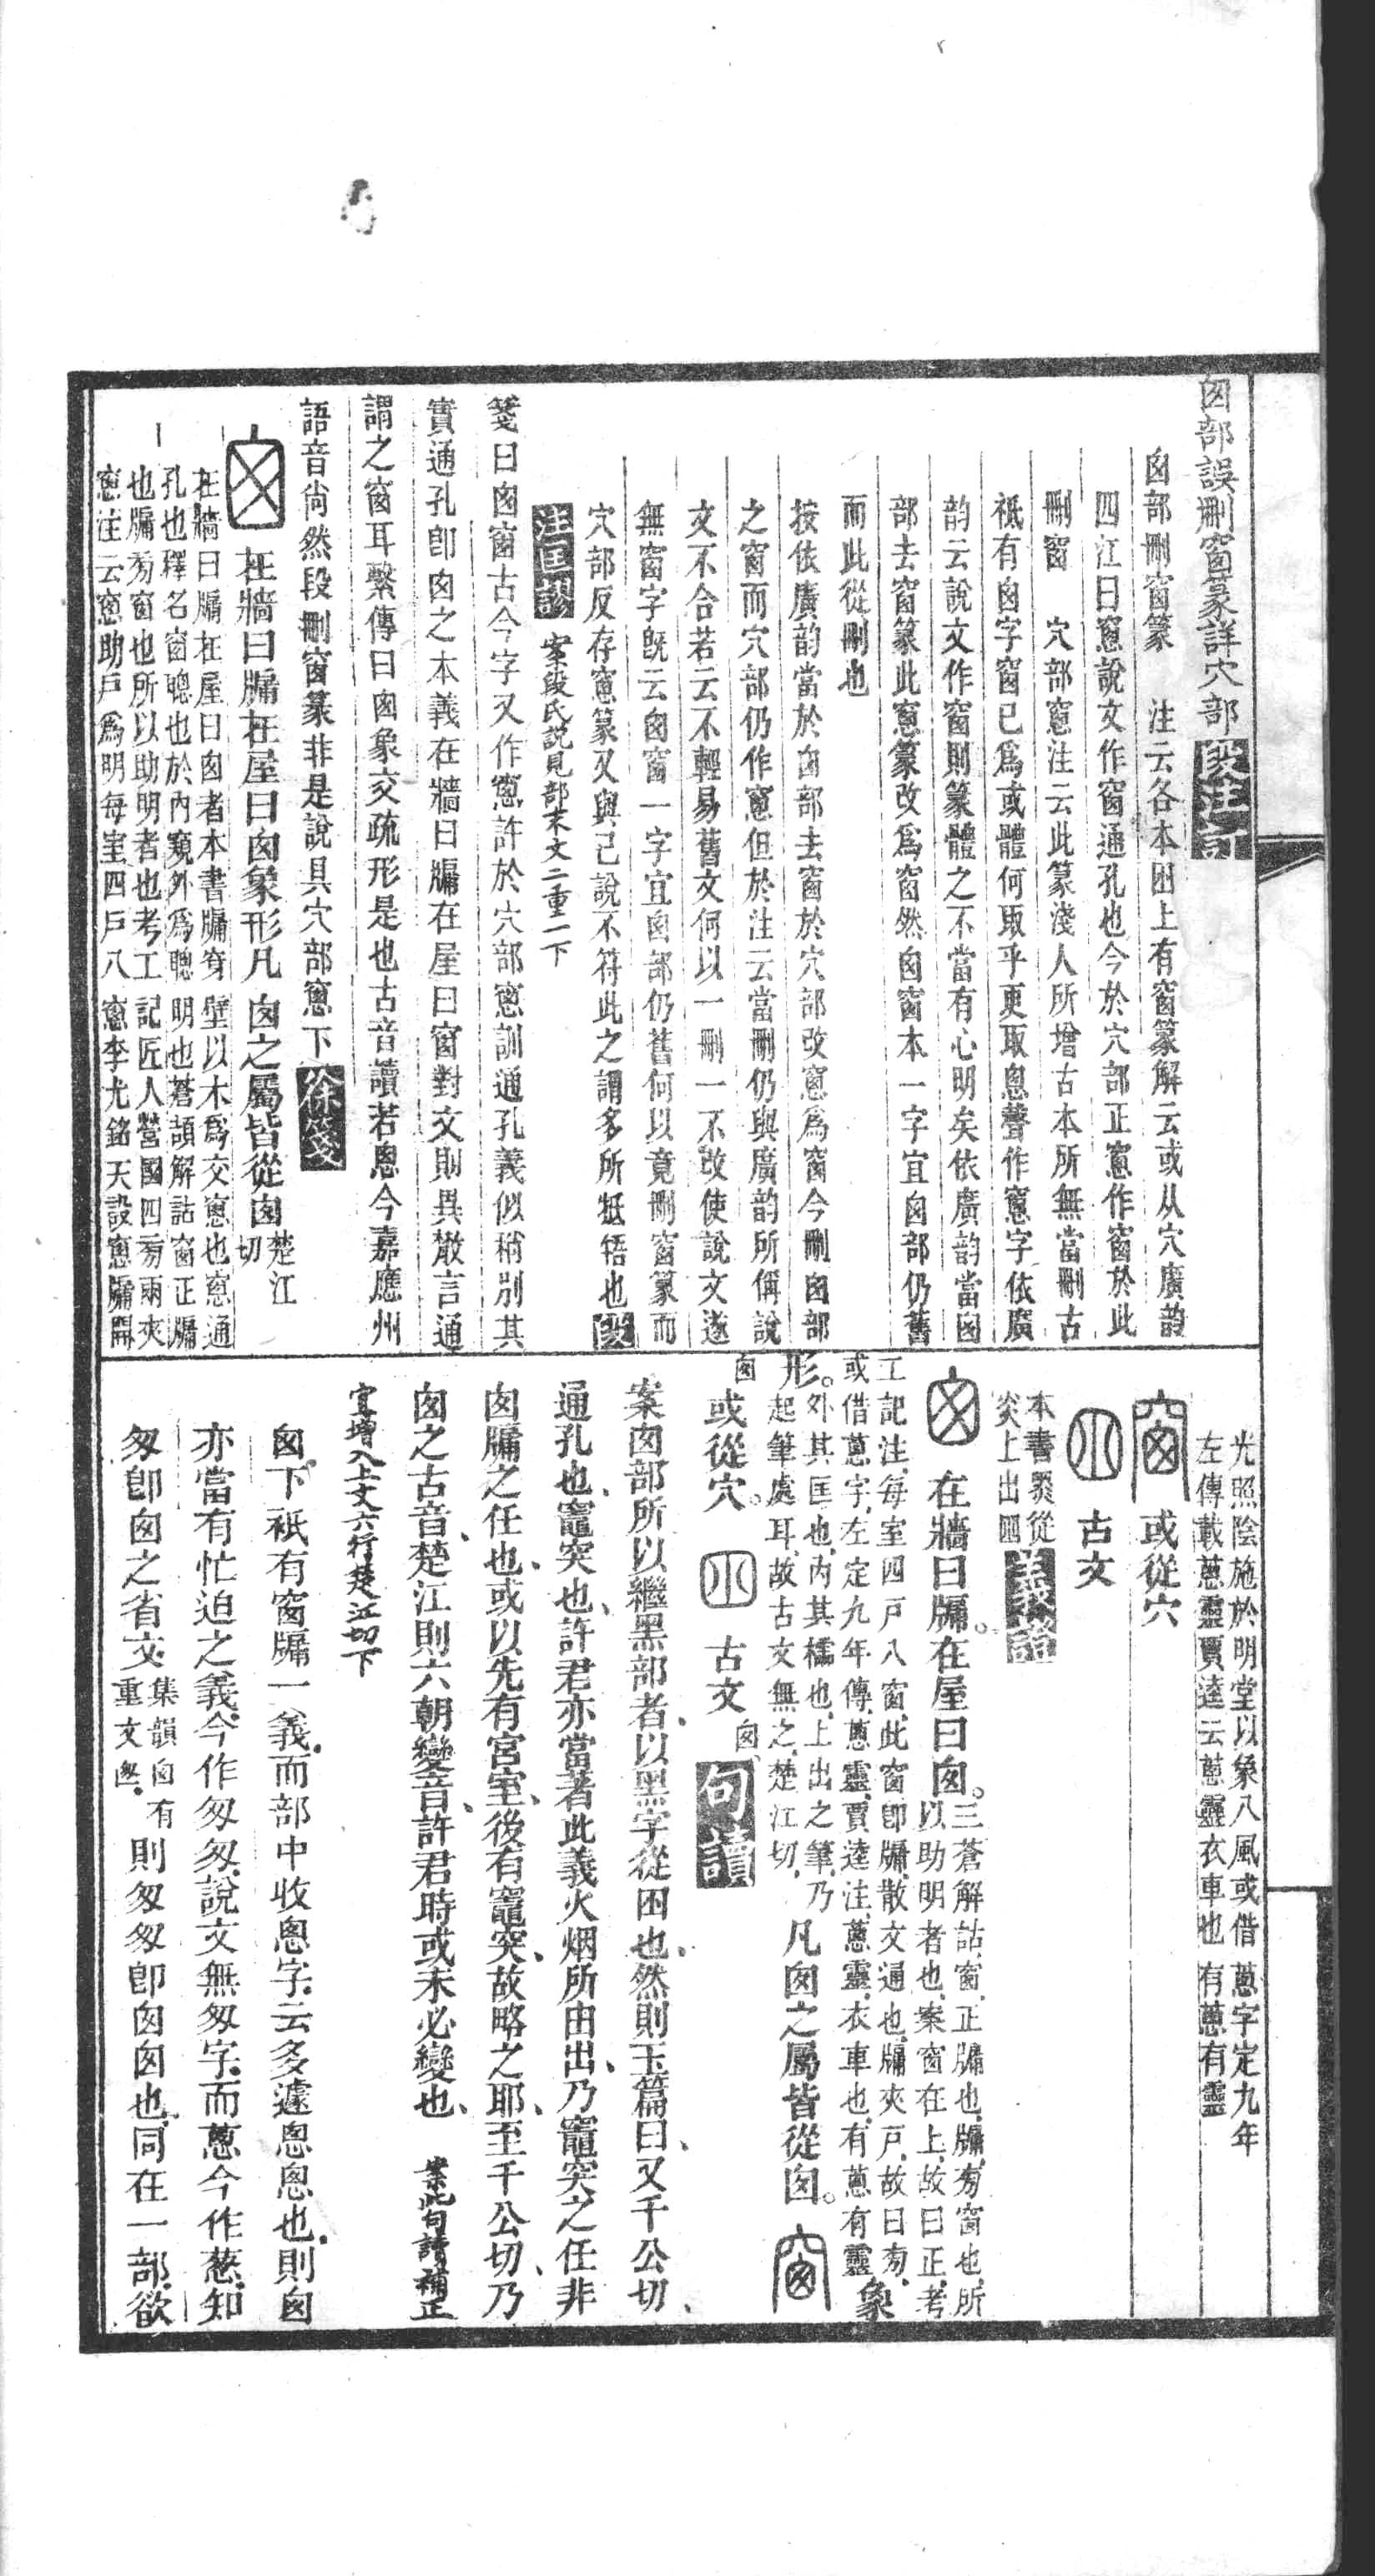 囪部誤刪窗篆詳穴部段注訂
囪部刪窗篆 注云各本囪上有窗篆解云或从穴廣韵
四江曰窻說文作窗通孔也今於穴部正窻作窗於此
刪窗 穴部窻注云此篆淺人所增古本所無當刪古
祇有囪字窗已爲或體何取乎更取悤聲作窻字依廣
韵云說文作窗則篆體之不當有心明矣依廣韵當囪
部去窗篆此窻篆改爲窗然囪窗本一字宜囪部仍舊
而此從刪也
按依廣韵當於囪部去窗於穴部改窻爲窗今刪囪部
之窗而穴部仍作窻但於注云當刪仍與廣韵所偁說
文不合若云不輕易舊文何以一刪一不改使說文遂
無窗字旣云囪窗一字宜囪部仍舊何以竟刪窗篆而
穴部反存窻篆又與己說不符此之謂多所牴牾也段
注匡謬 案段氏說見部末文二重一下
箋曰囪窗古今字又作窻許於穴部窻訓通孔義似稍別其
實通孔卽囪之本義在牆曰牖在屋曰窗對文則異散言通
謂之窗耳繫傳曰囪象交疏形是也古音讀若悤今嘉應州
語音尙然段刪窗篆非是說具穴部窻下徐箋
在牆曰牖在屋曰囪象形凡囪之屬皆從囪楚江切
在牆曰牖在屋曰囪者本書牖穿壁以木爲交窻也窻通
孔也釋名窗聰也於內窺外爲聰明也蒼頡解詁窗正牖
也牖旁窗也所以助明者也考工記匠人營國四旁兩夾
窻注云窻助戶爲明每室四戶八窻李尤銘天設窻牖開
光照陰施於明堂以象八風或借蔥字定九年
左傳載蔥靈賈逵云蔥靈衣車也有蔥有靈
或從穴
古文
本書䅎從
炎上出囪義證
在牆曰牖。在屋曰囪。三蒼解詁、窗、正牖也、牖、旁窗也、所
以助明者也、案窗在上、故曰正、考
工記注、每室四戶八窗、此窗卽牖、散文通也、牖夾戶、故曰旁、
或借蔥字、左定九年傳、蔥靈、賈逵注、蔥靈、衣車也、有蔥有靈 象
形。外其匡也、內其櫺也、上出之筆、乃
起筆處耳、故古文無之、楚江切、 凡囪之屬皆從囪。
囪或從穴。 古文囪、句讀
案囪部所以繼黑部者、以黑字從囪也、然則玉篇曰、又千公切、
通孔也、竈突也、許君亦當著此義火烟所由出、乃竈突之任非
囪牖之任也、或以先有宮室、後有竈突、故略之耶、至千公切、乃
囪之古音、楚江則六朝變音、許君時或未必變也、 案此句讀補正
宜增入上文六行楚江切下
囪下祇有窗牖一義、而部中收悤字、云多遽悤悤也、則囪
亦當有忙迫之義、今作匆匆、說文無匆字、而蔥今作葱、知
匆卽囪之省文、集韻囪有
重文𡇬、則匆匆卽囪囪也、同在一部、欲